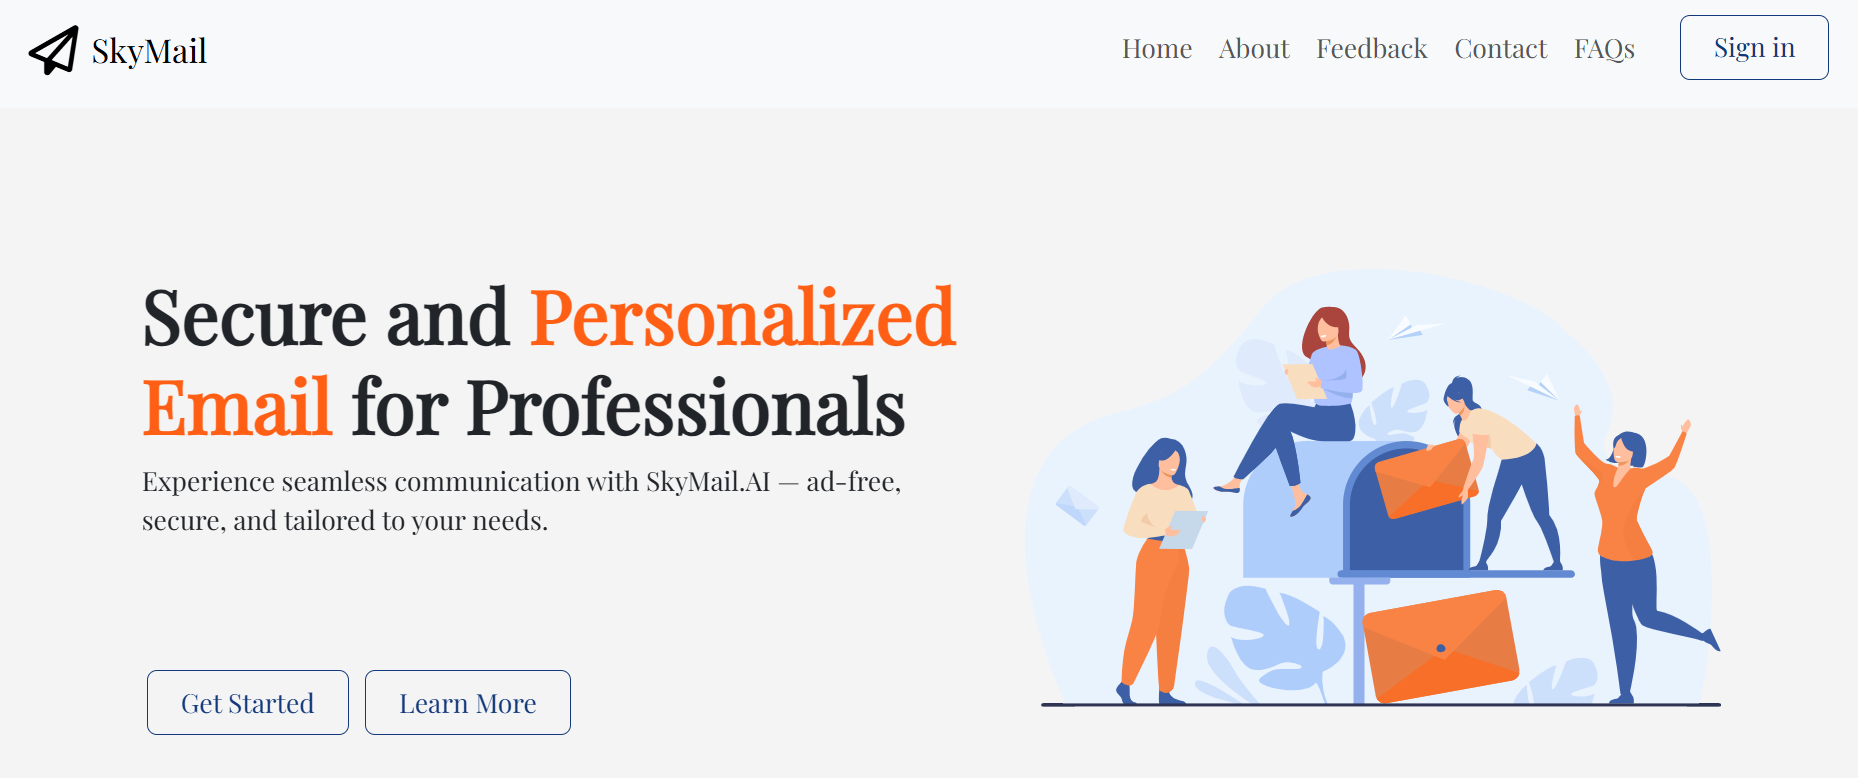 SkyMail
Home About Feedback Contact FAQs Sign in
Secure and Personalized
Email for Professionals
Experience seamless communication with SkyMail.AI — ad-free,
secure, and tailored to your needs.
Get Started Learn More